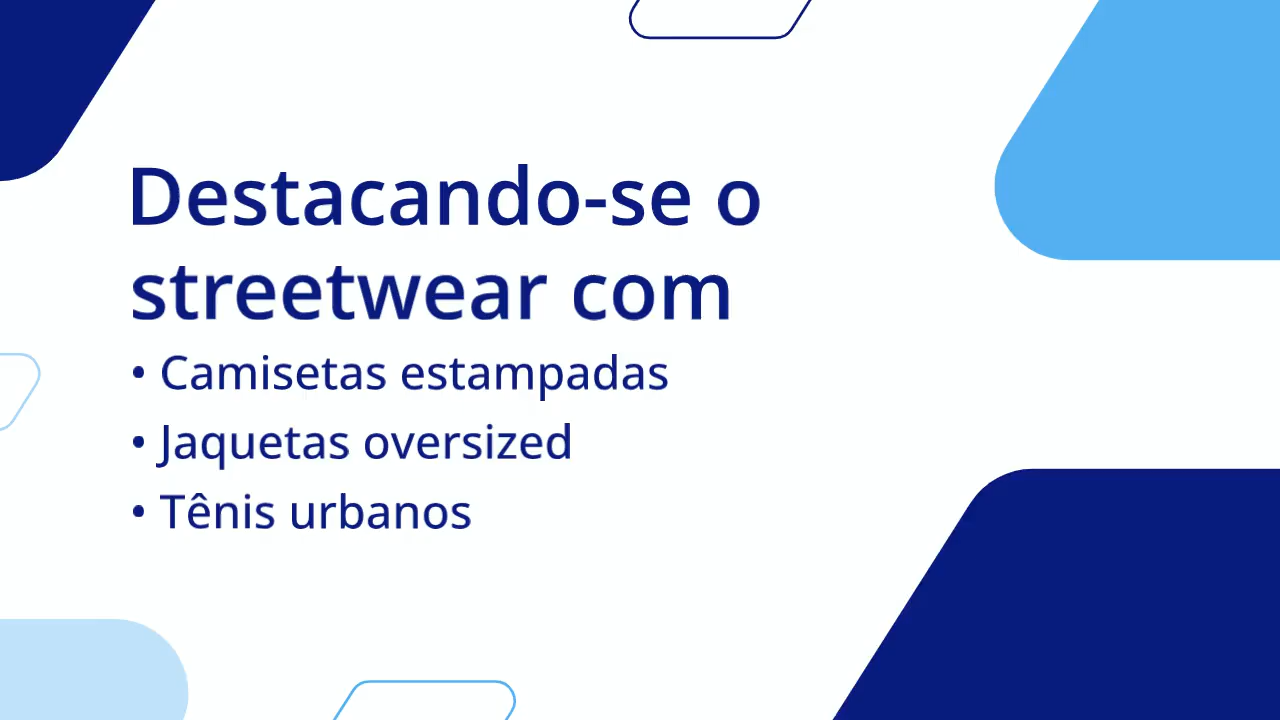 Destacando-se o
streetwear com
• Camisetas estampadas
• Jaquetas oversized
• Tênis urbanos